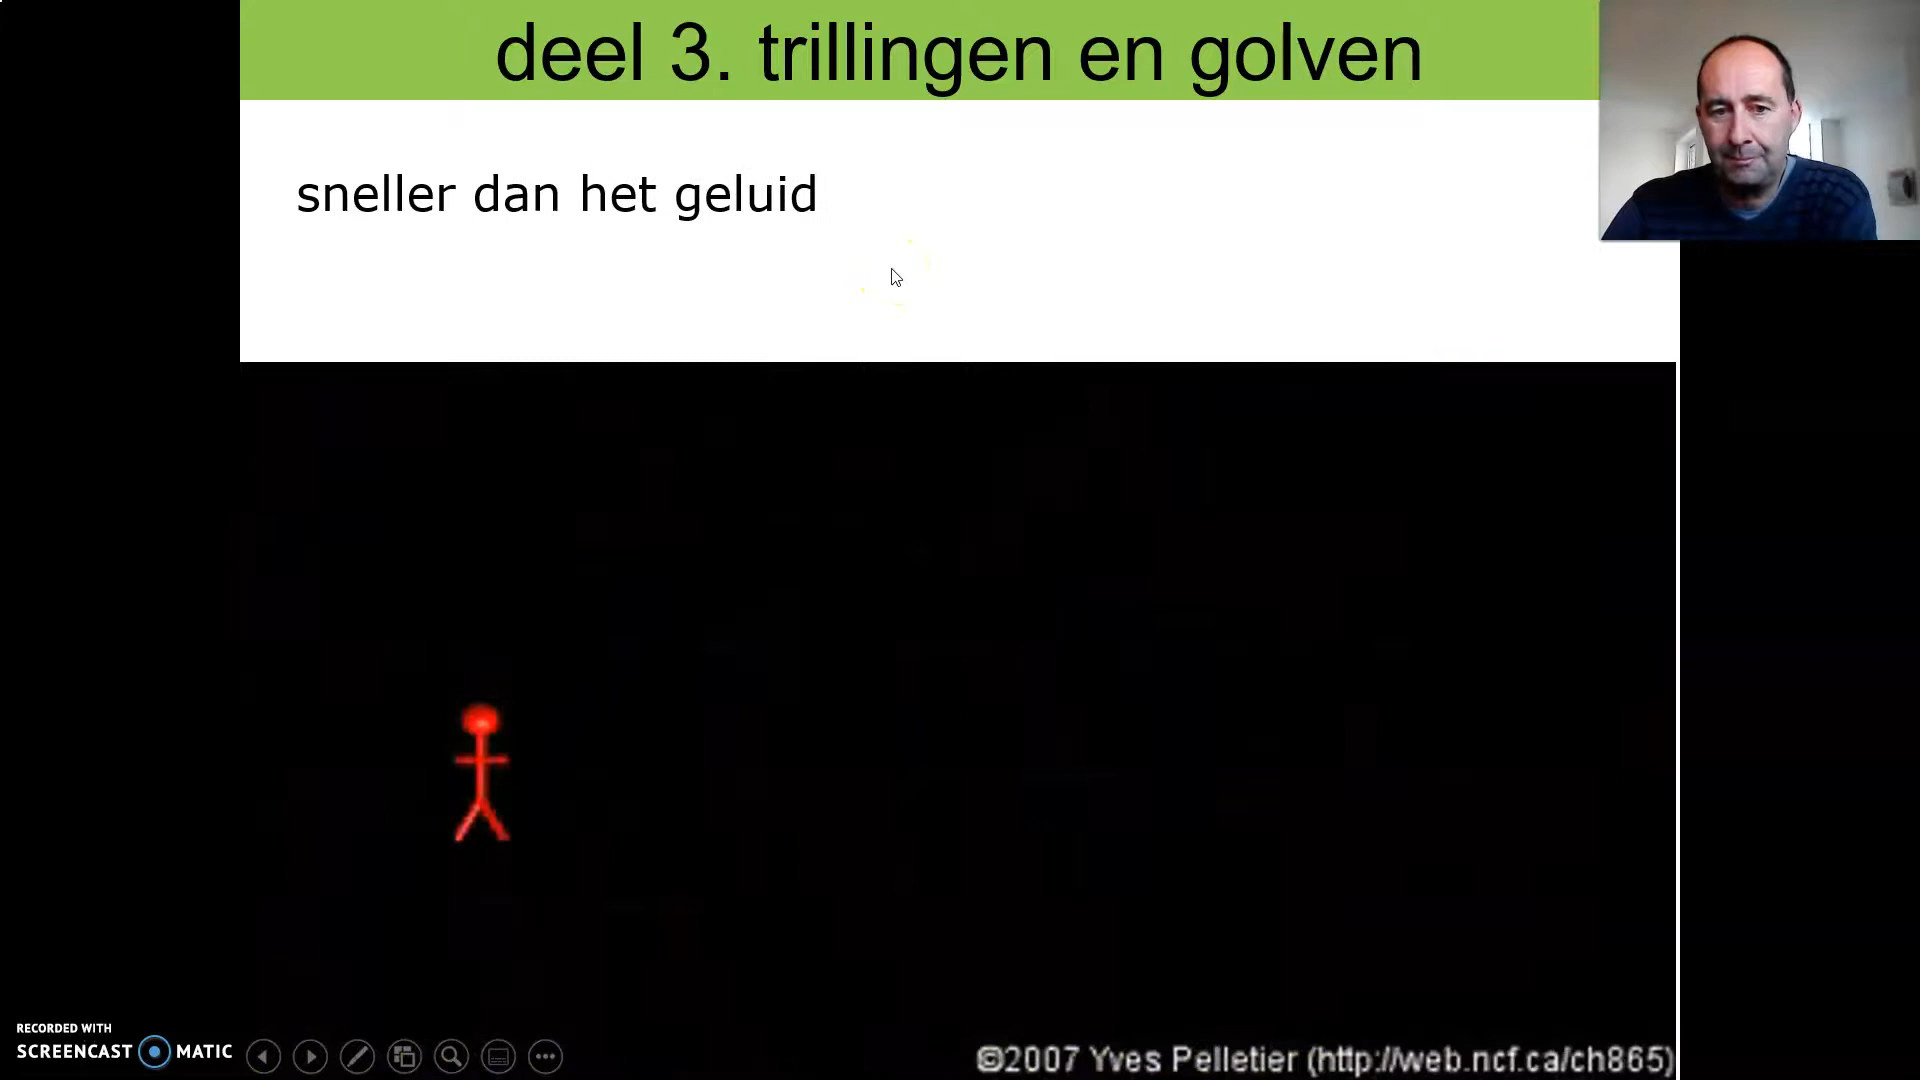 deel 3. trillingen en golven
sneller dan het geluid
RECORDED WITH
SCREENCAST MATIC
©2007 Yves Pelletier (http://web.ncf.ca/ch865)